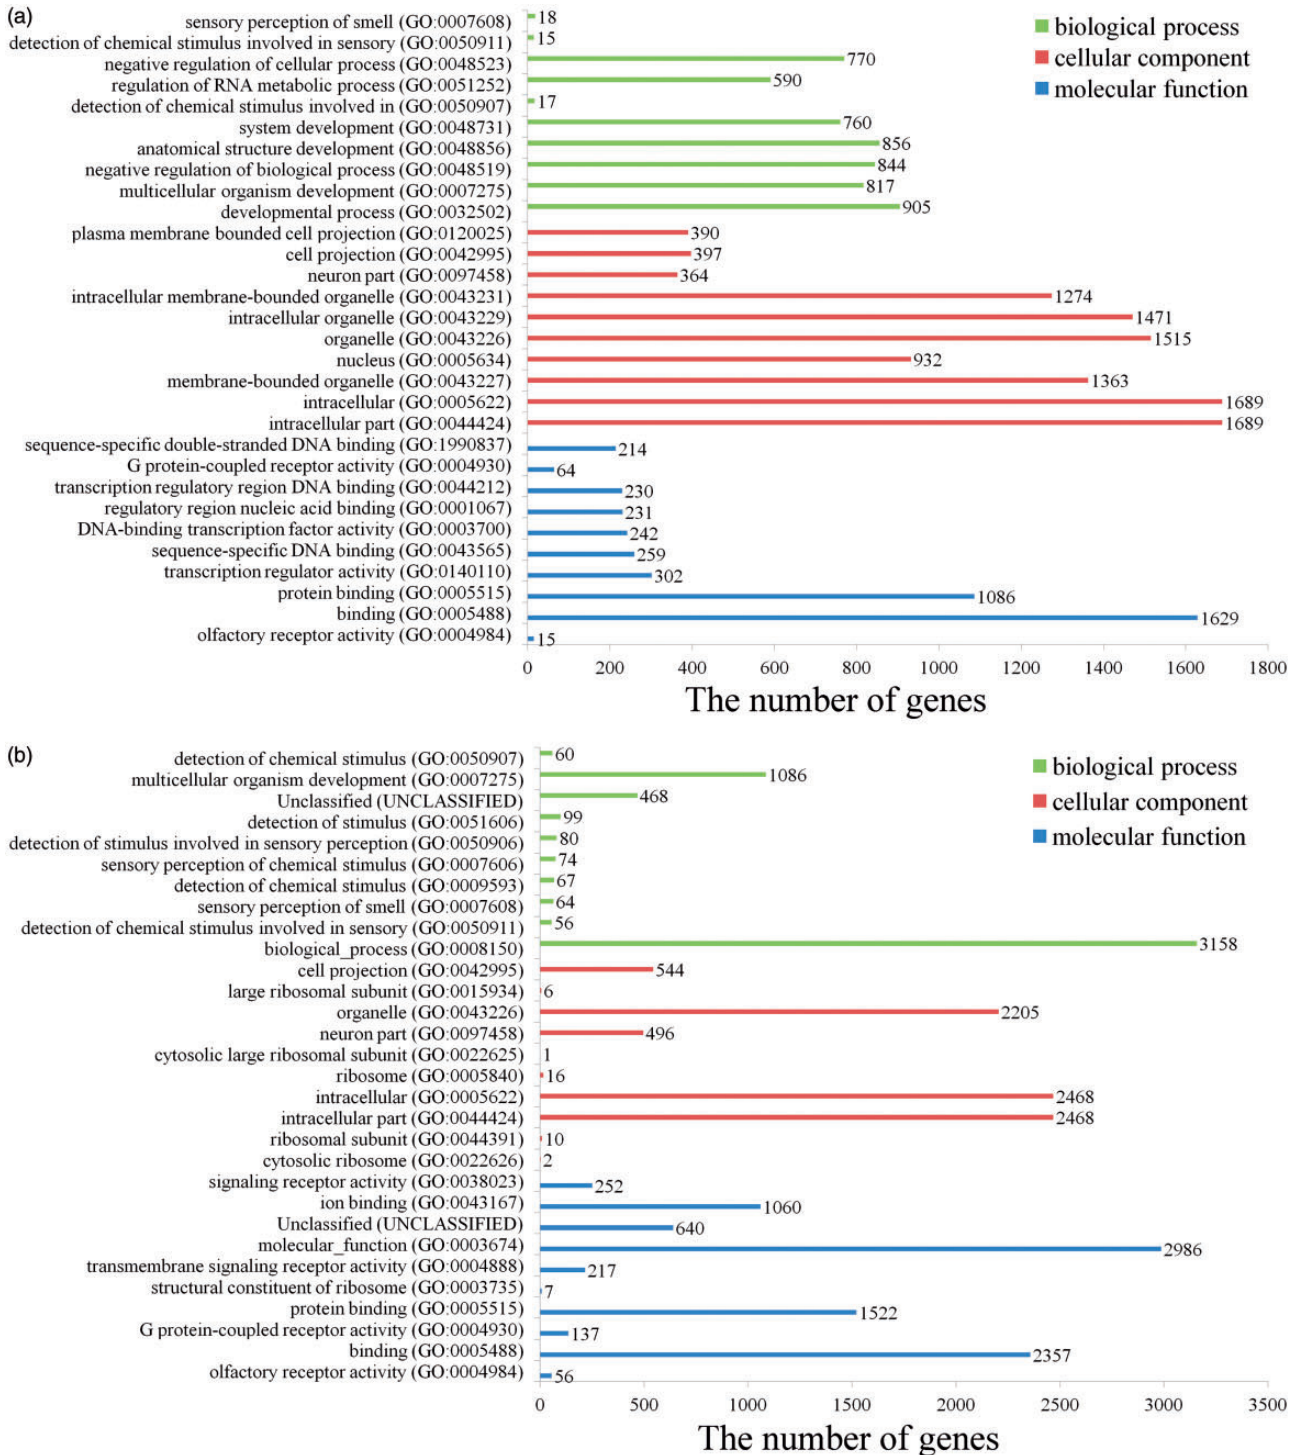 (a)
biological process
cellular component
molecular function
sensory perception of smell (GO:0007608) 18
detection of chemical stimulus involved in sensory (GO:0050911) 15
negative regulation of cellular process (GO:0048523) 770
regulation of RNA metabolic process (GO:0051252) 590
detection of chemical stimulus involved in (GO:0050907) 17
system development (GO:0048731) 760
anatomical structure development (GO:0048856) 856
negative regulation of biological process (GO:0048519) 844
multicellular organism development (GO:0007275) 817
developmental process (GO:0032502) 905
plasma membrane bounded cell projection (GO:0120025) 390
cell projection (GO:0042995) 397
neuron part (GO:0097458) 364
intracellular membrane-bounded organelle (GO:0043231) 1274
intracellular organelle (GO:0043229) 1471
organelle (GO:0043226) 1515
nucleus (GO:0005634) 932
membrane-bounded organelle (GO:0043227) 1363
intracellular (GO:0005622) 1689
intracellular part (GO:0044424) 1689
sequence-specific double-stranded DNA binding (GO:1990837) 214
G protein-coupled receptor activity (GO:0004930) 64
transcription regulatory region DNA binding (GO:0044212) 230
regulatory region nucleic acid binding (GO:0001067) 231
DNA-binding transcription factor activity (GO:0003700) 242
sequence-specific DNA binding (GO:0043565) 259
transcription regulator activity (GO:0140110) 302
protein binding (GO:0005515) 1086
binding (GO:0005488) 1629
olfactory receptor activity (GO:0004984) 15
0 200 400 600 800 1000 1200 1400 1600 1800
The number of genes
(b)
biological process
cellular component
molecular function
detection of chemical stimulus (GO:0050907) 60
multicellular organism development (GO:0007275) 1086
Unclassified (UNCLASSIFIED) 468
detection of stimulus (GO:0051606) 99
detection of stimulus involved in sensory perception (GO:0050906) 80
sensory perception of chemical stimulus (GO:0007606) 74
detection of chemical stimulus (GO:0009593) 67
sensory perception of smell (GO:0007608) 64
detection of chemical stimulus involved in sensory (GO:0050911) 56
biological_process (GO:0008150) 3158
cell projection (GO:0042995) 544
large ribosomal subunit (GO:0015934) 6
organelle (GO:0043226) 2205
neuron part (GO:0097458) 496
cytosolic large ribosomal subunit (GO:0022625) 1
ribosome (GO:0005840) 16
intracellular (GO:0005622) 2468
intracellular part (GO:0044424) 2468
ribosomal subunit (GO:0044391) 10
cytosolic ribosome (GO:0022626) 2
signaling receptor activity (GO:0038023) 252
ion binding (GO:0043167) 1060
Unclassified (UNCLASSIFIED) 640
molecular_function (GO:0003674) 2986
transmembrane signaling receptor activity (GO:0004888) 217
structural constituent of ribosome (GO:0003735) 7
protein binding (GO:0005515) 1522
G protein-coupled receptor activity (GO:0004930) 137
binding (GO:0005488) 2357
olfactory receptor activity (GO:0004984) 56
0 500 1000 1500 2000 2500 3000 3500
The number of genes